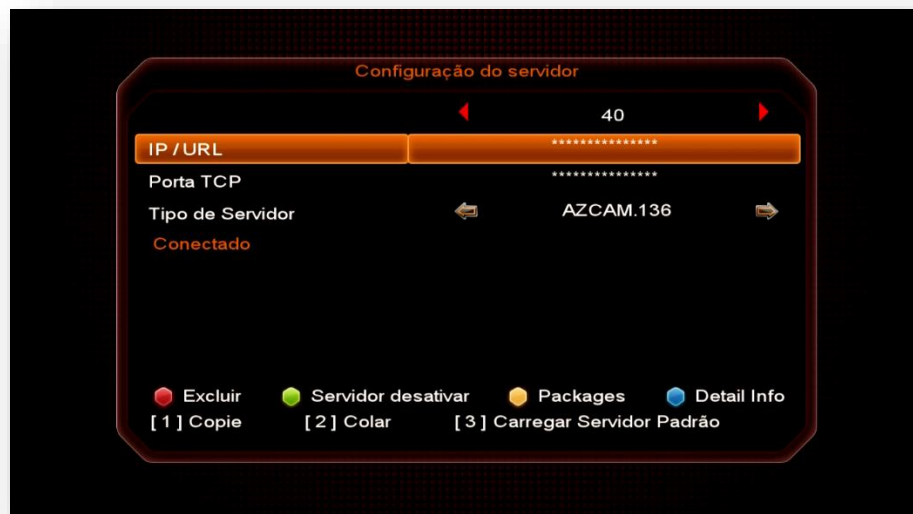 Configuração do servidor
40
IP / URL ***************
Porta TCP ***************
Tipo de Servidor AZCAM.136
Conectado
Excluir Servidor desativar Packages Detail Info
[ 1 ] Copie [ 2 ] Colar [ 3 ] Carregar Servidor Padrão